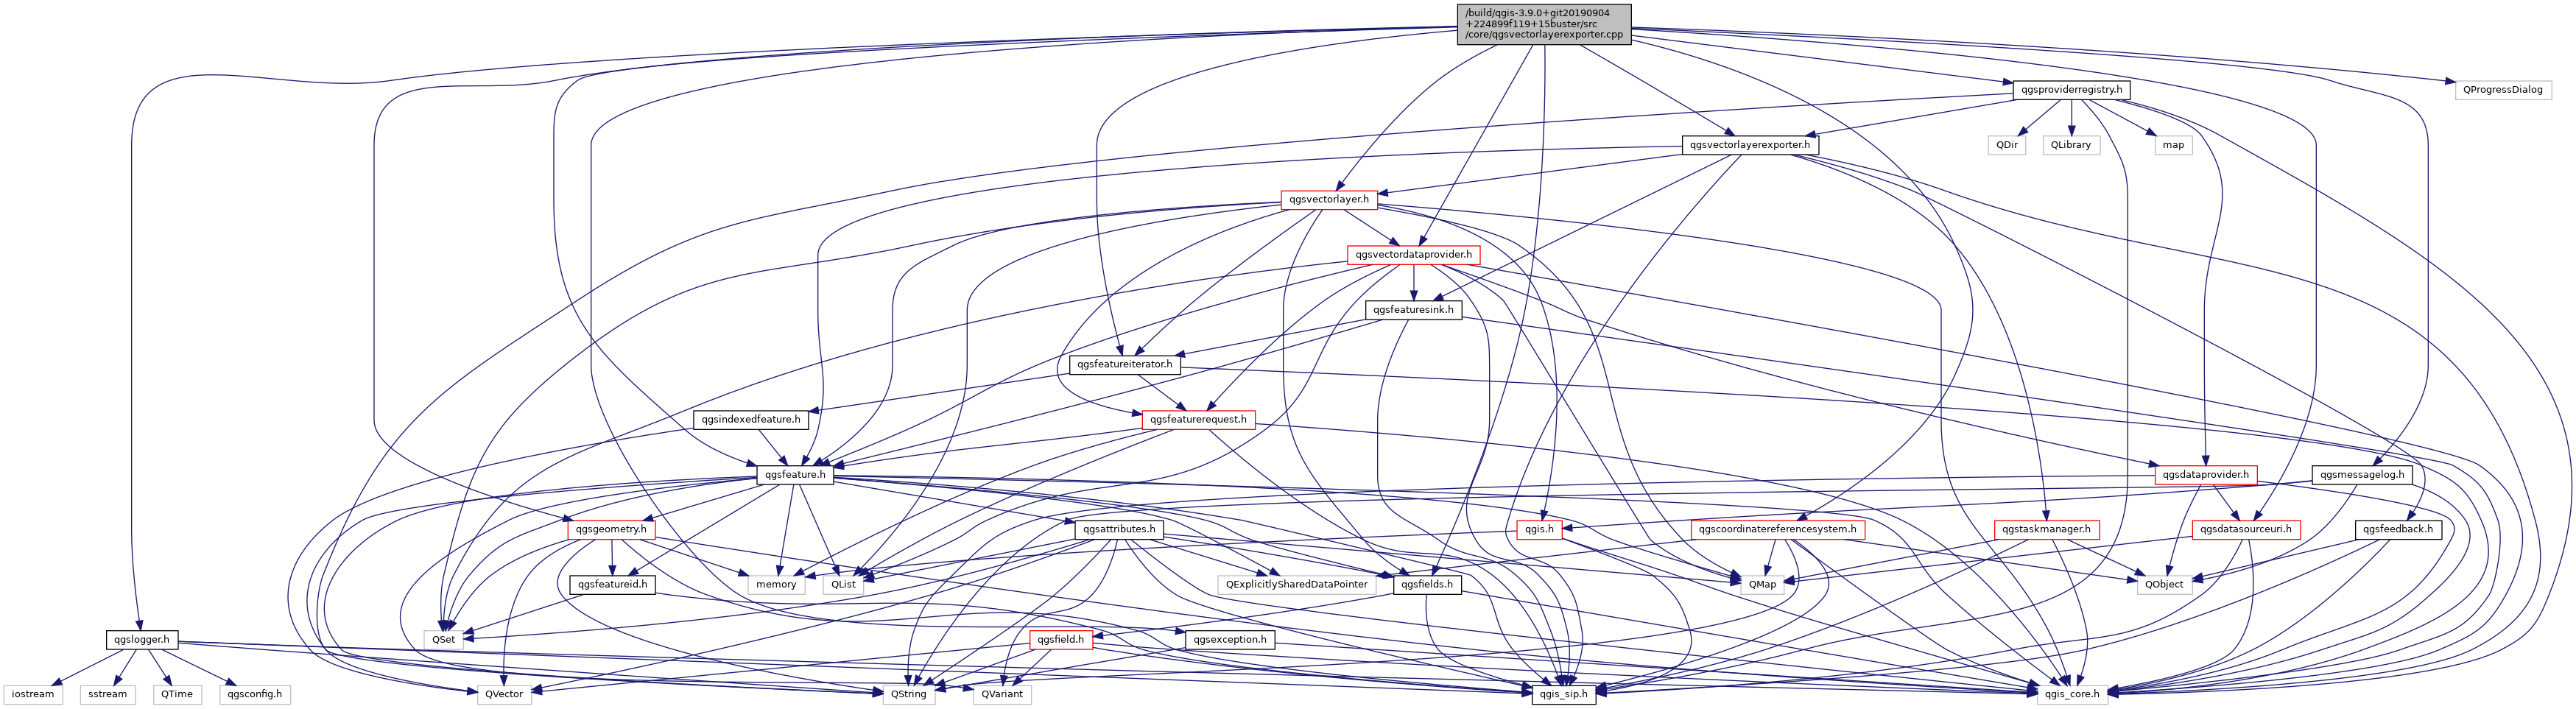 /build/qgis-3.9.0+git20190904
+224899f119+15buster/src
/core/qgsvectorlayerexporter.cpp
qgsproviderregistry.h
QProgressDialog
qgsvectorlayerexporter.h
QDir
QLibrary
map
qgsvectorlayer.h
qgsvectordataprovider.h
qgsfeaturesink.h
qgsfeatureiterator.h
qgsindexedfeature.h
qgsfeaturerequest.h
qgsfeature.h
qgsdataprovider.h
qgsmessagelog.h
qgsgeometry.h
qgsattributes.h
qgis.h
qgscoordinatereferencesystem.h
qgstaskmanager.h
qgsdatasourceuri.h
qgsfeedback.h
qgsfeatureid.h
memory
QList
QExplicitlySharedDataPointer
qgsfields.h
QMap
QObject
qgslogger.h
QSet
qgsfield.h
qgsexception.h
iostream
sstream
QTime
qgsconfig.h
QVector
QString
QVariant
qgis_sip.h
qgis_core.h